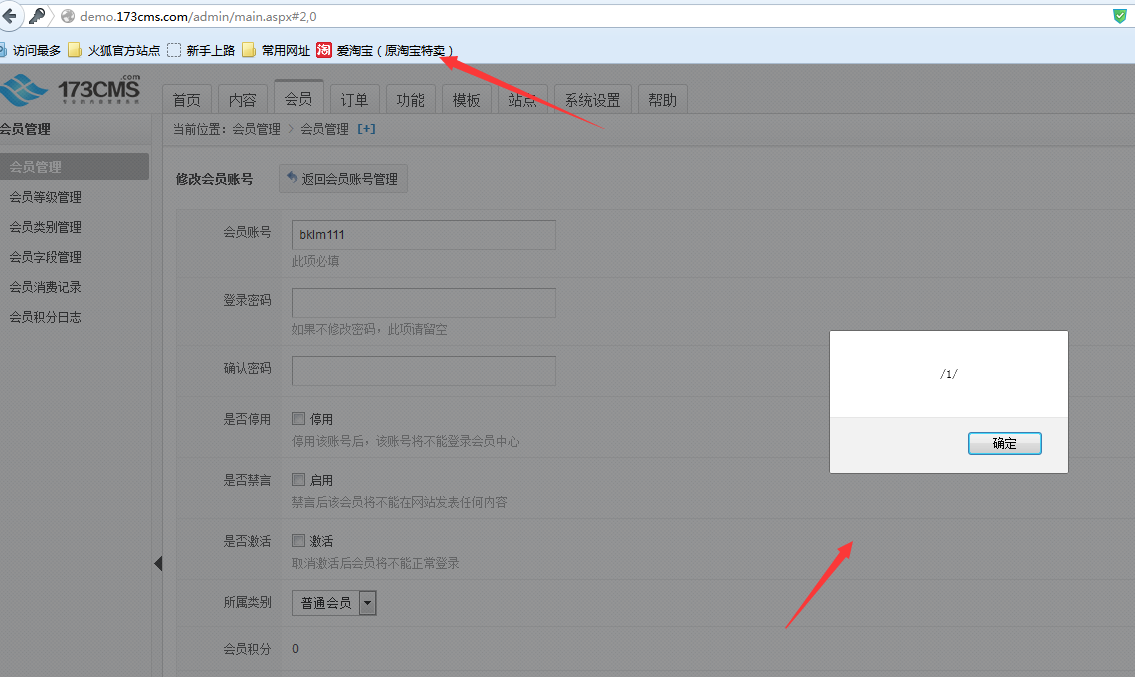 demo.173cms.com/admin/main.aspx#2,0
访问最多 火狐官方站点 新手上路 常用网址 淘 爱淘宝（原淘宝特卖）
173CMS.com
首页 内容 会员 订单 功能 模板 站点 系统设置 帮助
会员管理
当前位置：会员管理 > 会员管理 [+]
会员管理
会员等级管理
会员类别管理
会员字段管理
会员消费记录
会员积分日志
修改会员账号 返回会员账号管理
会员账号 bklm111
此项必填
登录密码
如果不修改密码，此项请留空
确认密码
是否停用 停用
停用该账号后，该账号将不能登录会员中心
是否禁言 启用
禁言后该会员将不能在网站发表任何内容
是否激活 激活
取消激活后会员将不能正常登录
所属类别 普通会员
会员积分 0
/1/
确定